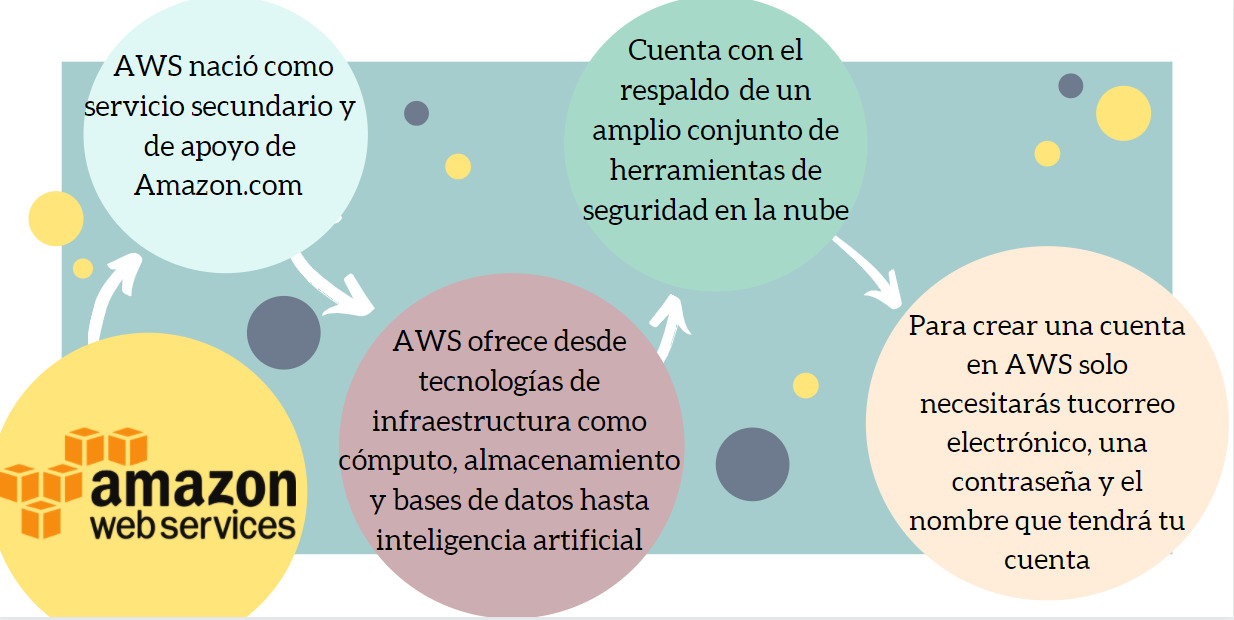 amazon
web services
AWS nació como
servicio secundario y
de apoyo de
Amazon.com
AWS ofrece desde
tecnologías de
infraestructura como
cómputo, almacenamiento
y bases de datos hasta
inteligencia artificial
Cuenta con el
respaldo de un
amplio conjunto de
herramientas de
seguridad en la nube
Para crear una cuenta
en AWS solo
necesitarás tucorreo
electrónico, una
contraseña y el
nombre que tendrá tu
cuenta